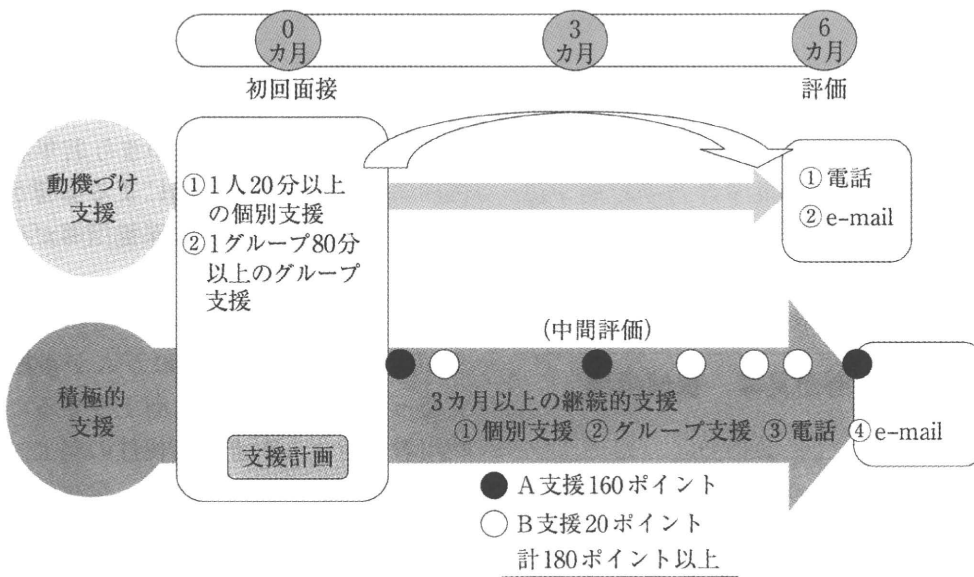 0
カ月
3
カ月
6
カ月
初回面接
評価
動機づけ
支援
①1人20分以上
の個別支援
②1グループ80分
以上のグループ
支援
①電話
②e-mail
(中間評価)
積極的
支援
3カ月以上の継続的支援
①個別支援 ②グループ支援 ③電話 ④e-mail
支援計画
A支援160ポイント
B支援20ポイント
計180ポイント以上